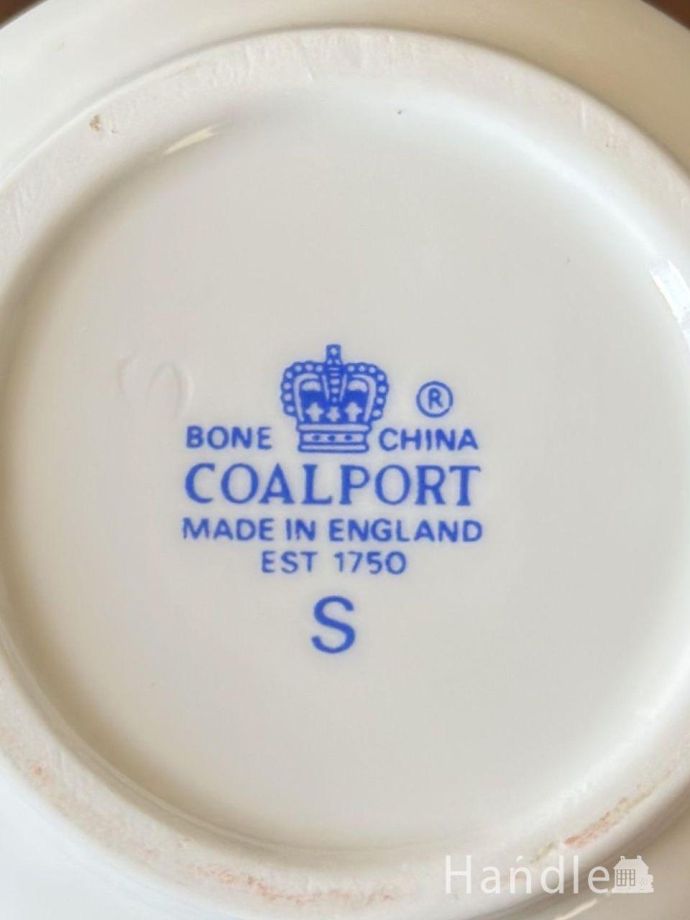 ®
BONE CHINA
COALPORT
MADE IN ENGLAND
EST 1750
S
Handle